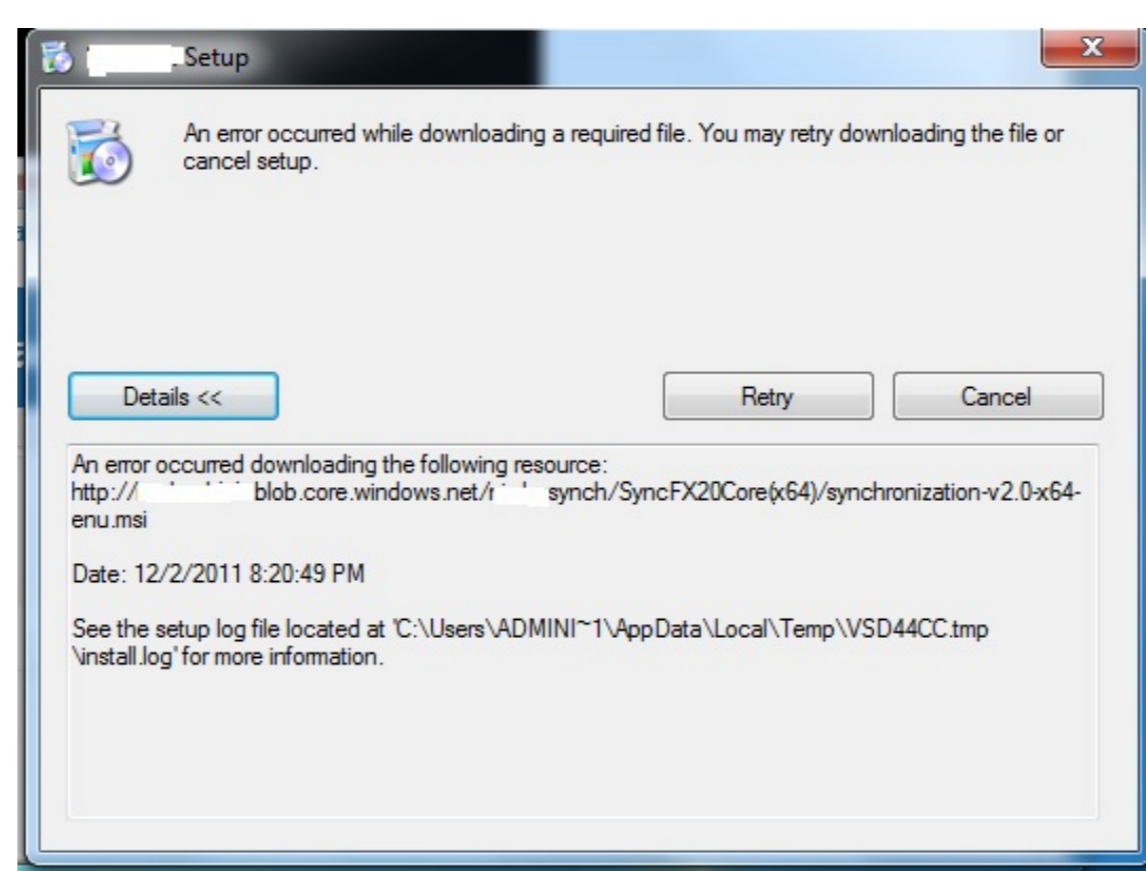 Setup
An error occurred while downloading a required file. You may retry downloading the file or
cancel setup.
Details <<
Retry
Cancel
An error occurred downloading the following resource:
http:// blob.core.windows.net/ synch/SyncFX20Core(x64)/synchronization-v2.0-x64-
enu.msi
Date: 12/2/2011 8:20:49 PM
See the setup log file located at 'C:\Users\ADMINI~1\AppData\Local\Temp\VSD44CC.tmp
\install.log' for more information.